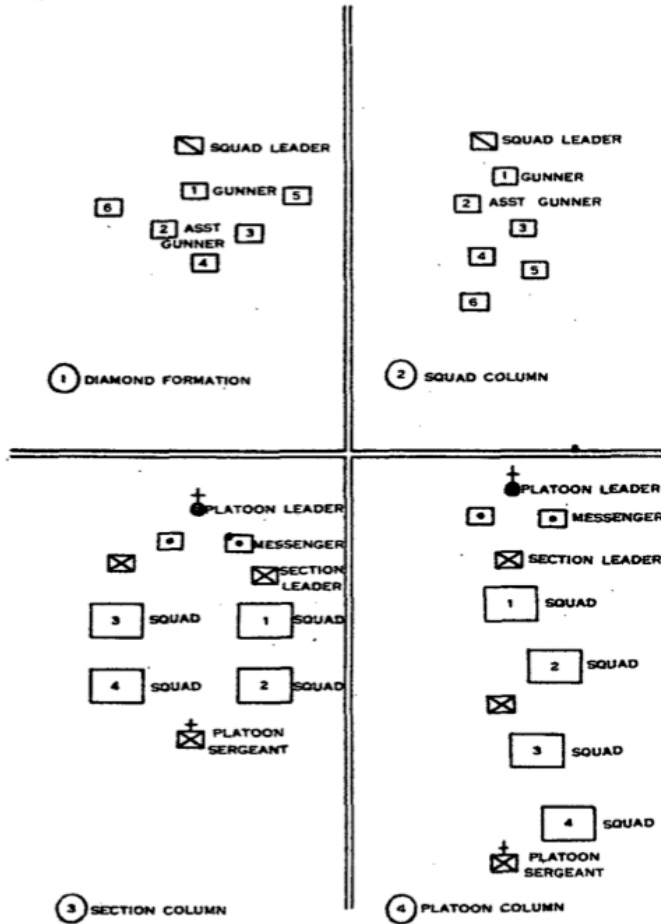 SQUAD LEADER
1 GUNNER
5
6
2 ASST GUNNER
3
4
1 DIAMOND FORMATION
SQUAD LEADER
1 GUNNER
2 ASST GUNNER
3
4
5
6
2 SQUAD COLUMN
PLATOON LEADER
MESSENGER
SECTION
LEADER
3 SQUAD
1 SQUAD
4 SQUAD
2 SQUAD
PLATOON
SERGEANT
3 SECTION COLUMN
PLATOON LEADER
MESSENGER
SECTION LEADER
1 SQUAD
2 SQUAD
3 SQUAD
4 SQUAD
PLATOON
SERGEANT
4 PLATOON COLUMN